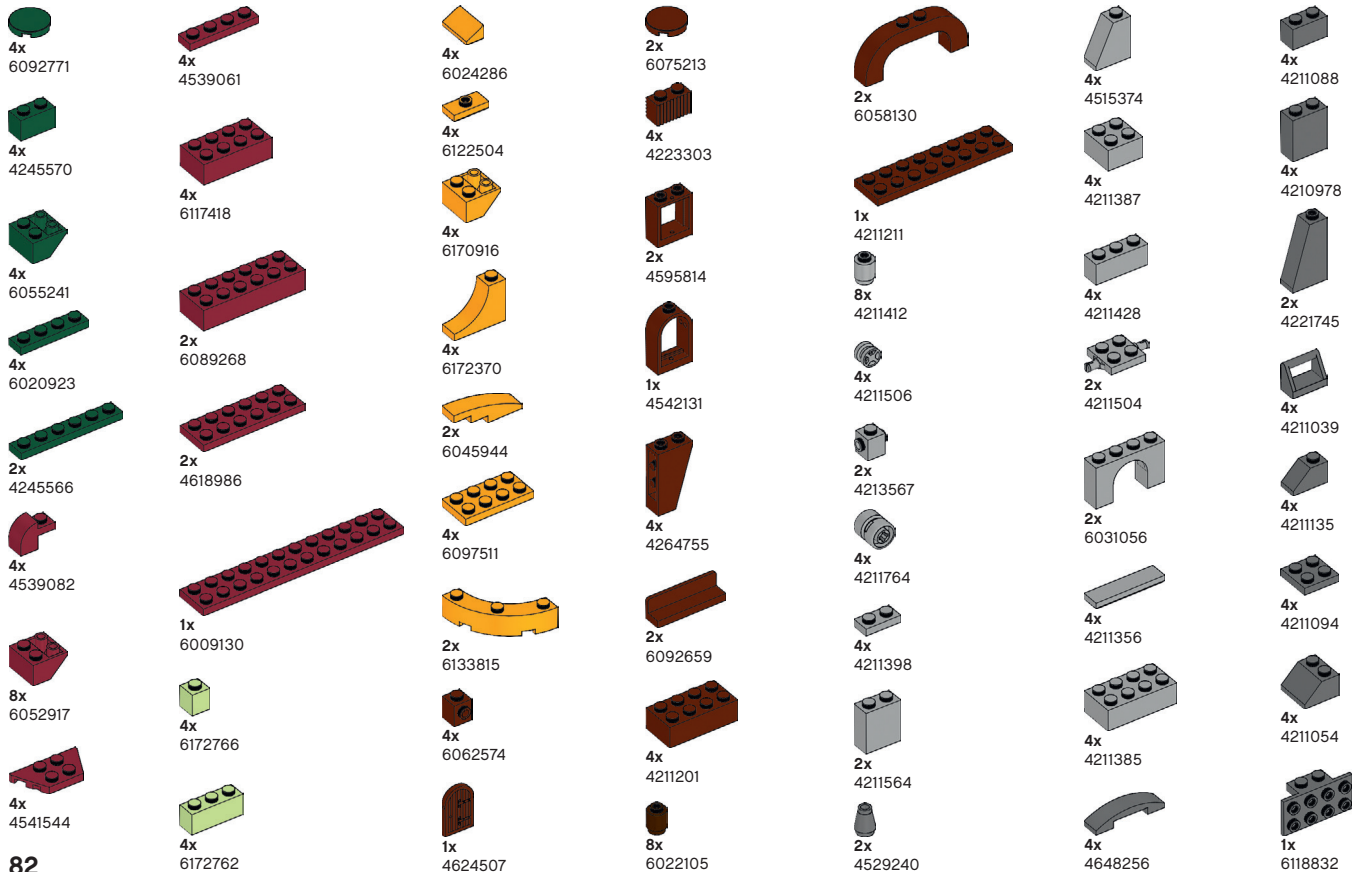 4x
6092771
4x
4245570
4x
6055241
4x
6020923
2x
4245566
4x
4539082
8x
6052917
4x
4541544
82
4x
4539061
4x
6117418
2x
6089268
2x
4618986
1x
6009130
4x
6172766
4x
6172762
4x
6024286
4x
6122504
4x
6170916
4x
6172370
2x
6045944
4x
6097511
2x
6133815
4x
6062574
1x
4624507
2x
6075213
4x
4223303
2x
4595814
1x
4542131
4x
4264755
2x
6092659
4x
4211201
8x
6022105
2x
6058130
1x
4211211
8x
4211412
4x
4211506
2x
4213567
4x
4211764
4x
4211398
2x
4211564
2x
4529240
4x
4515374
4x
4211387
4x
4211428
2x
4211504
2x
6031056
4x
4211356
4x
4211385
4x
4648256
4x
4211088
4x
4210978
2x
4221745
4x
4211039
4x
4211135
4x
4211094
4x
4211054
1x
6118832